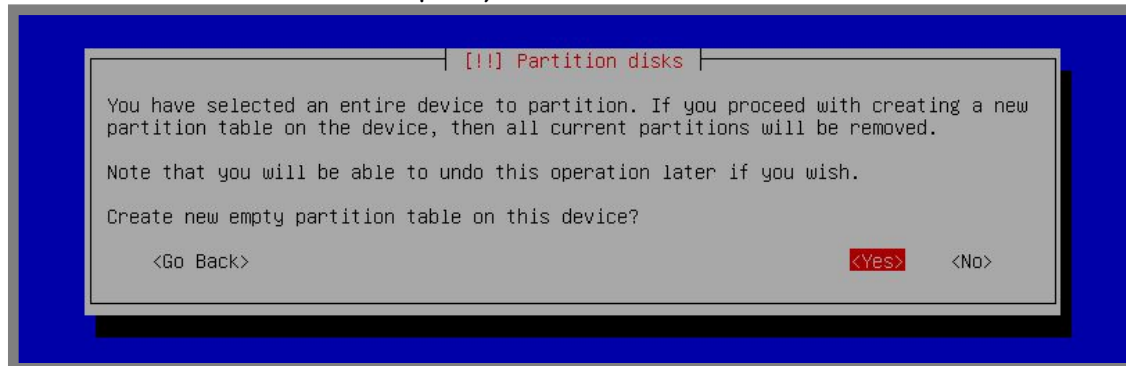 [!!] Partition disks
You have selected an entire device to partition. If you proceed with creating a new
partition table on the device, then all current partitions will be removed.
Note that you will be able to undo this operation later if you wish.
Create new empty partition table on this device?
<Go Back> <Yes> <No>